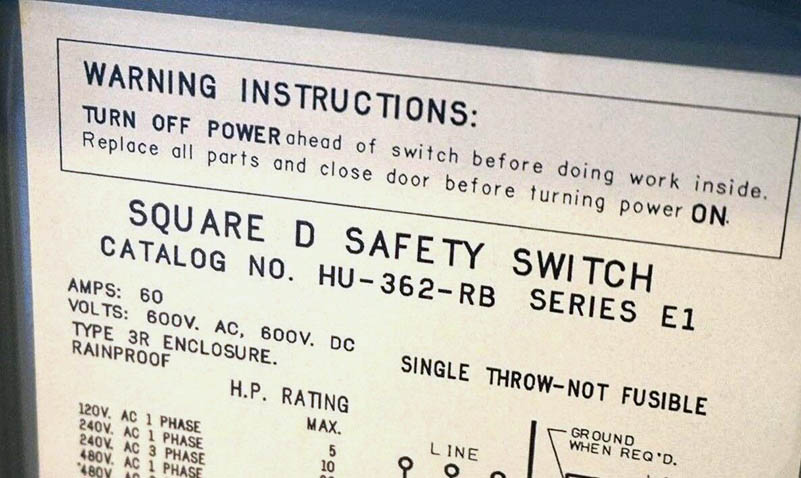 WARNING INSTRUCTIONS:
TURN OFF POWER ahead of switch before doing work inside.
Replace all parts and close door before turning power ON.
SQUARE D SAFETY SWITCH
CATALOG NO. HU-362-RB SERIES E1
AMPS: 60
VOLTS: 600V. AC, 600V. DC
TYPE 3R ENCLOSURE.
RAINPROOF
SINGLE THROW-NOT FUSIBLE
H.P. RATING
MAX.
120V. AC 1 PHASE 5
240V. AC 1 PHASE 10
240V. AC 3 PHASE
480V. AC 1 PHASE
480V AC
LINE
GROUND
WHEN REQ'D.